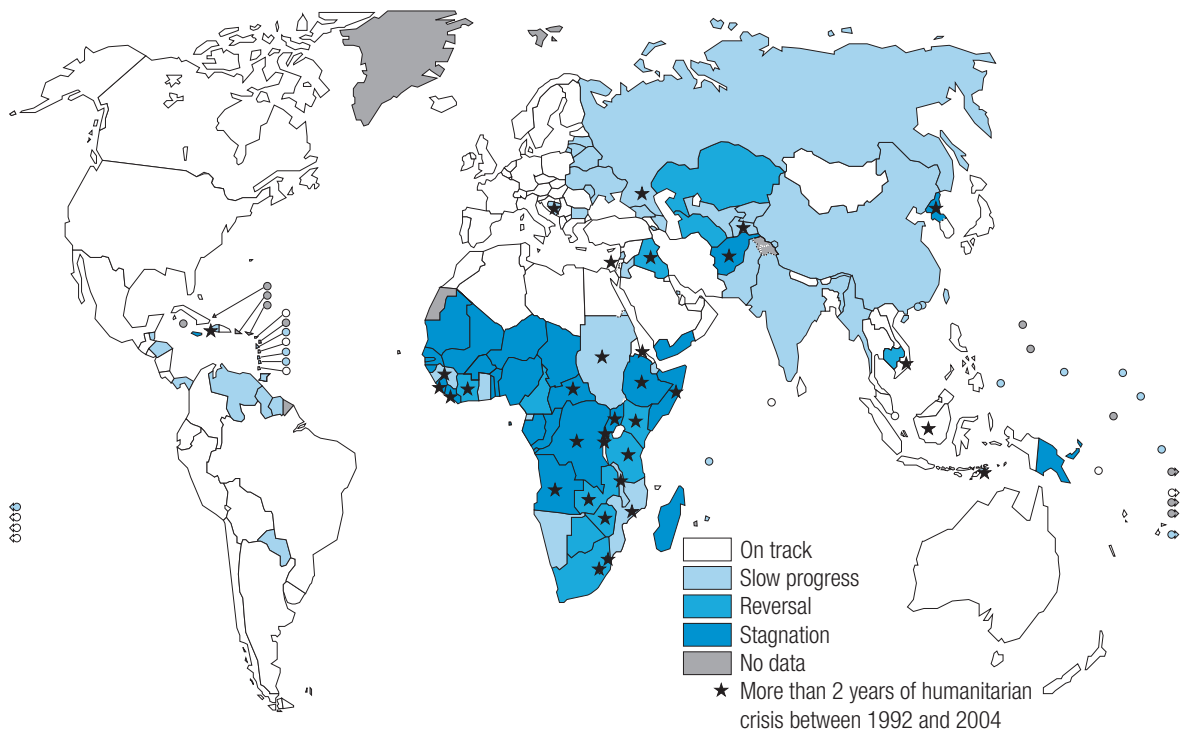 On track
Slow progress
Reversal
Stagnation
No data
More than 2 years of humanitarian
crisis between 1992 and 2004